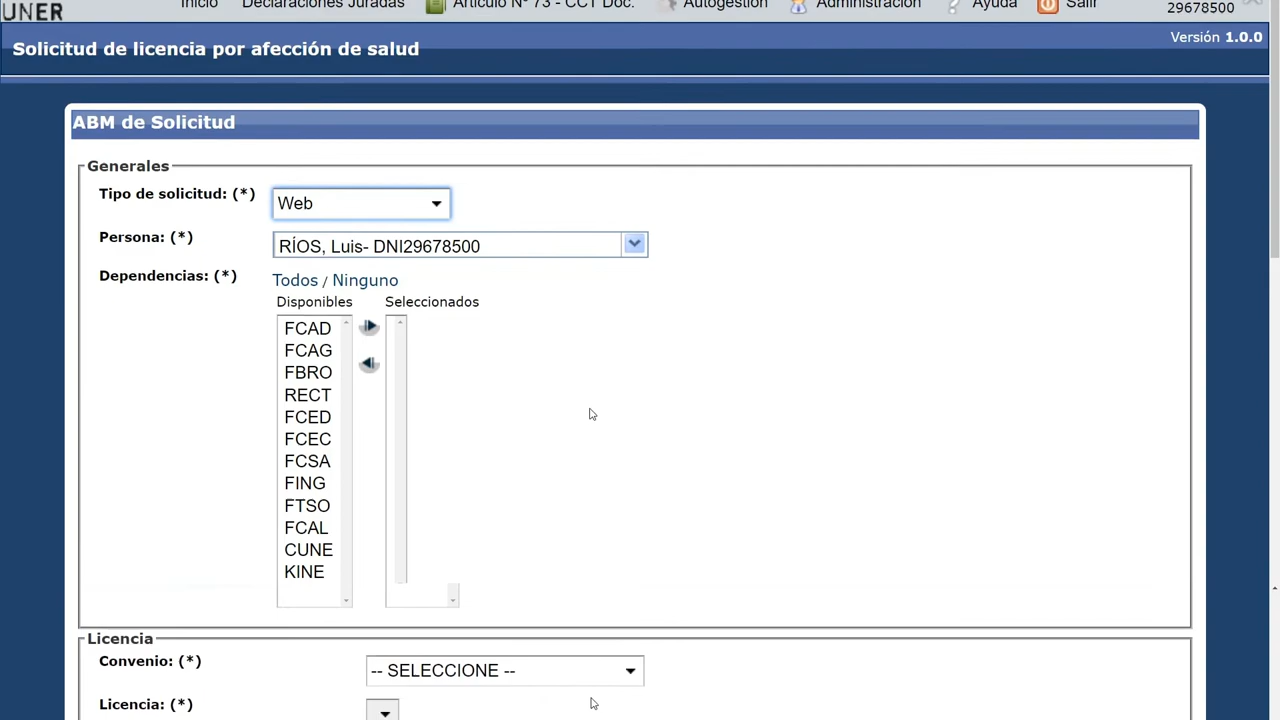 UNER
Inicio Declaraciones Juradas Artículo N° 73 - CCT Doc. Autogestión Administración Ayuda Salir
29678500
Solicitud de licencia por afección de salud
Versión 1.0.0
ABM de Solicitud
Generales
Tipo de solicitud: (*) Web
Persona: (*) RÍOS, Luis- DNI29678500
Dependencias: (*) Todos / Ninguno
Disponibles Seleccionados
FCAD
FCAG
FBRO
RECT
FCED
FCEC
FCSA
FING
FTSO
FCAL
CUNE
KINE
Licencia
Convenio: (*) -- SELECCIONE --
Licencia: (*)